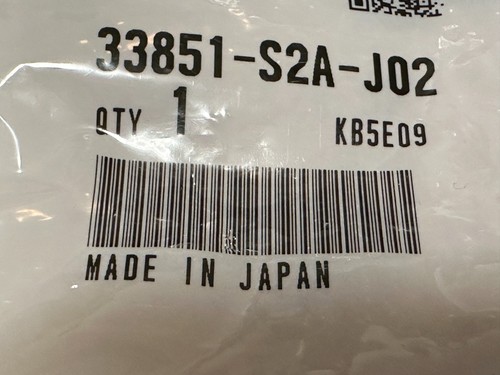 33851-S2A-J02
QTY 1 KB5E09
MADE IN JAPAN